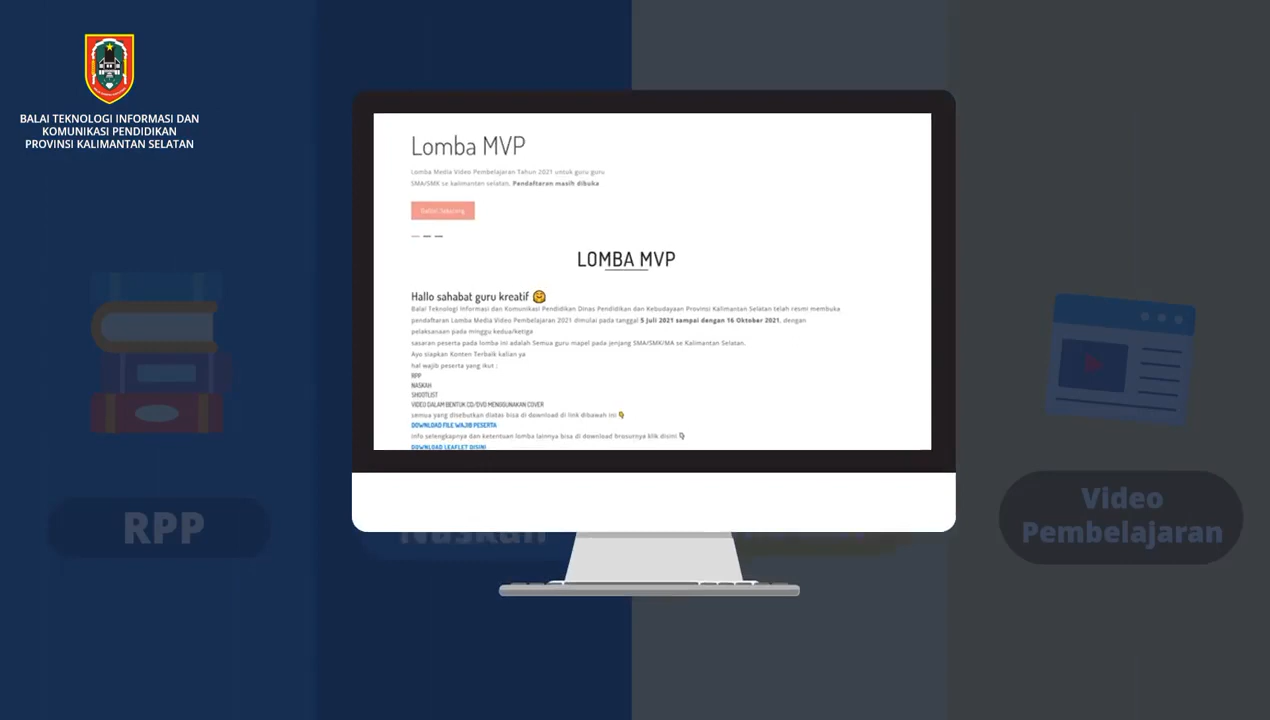 BALAI TEKNOLOGI INFORMASI DAN
KOMUNIKASI PENDIDIKAN
PROVINSI KALIMANTAN SELATAN
Lomba MVP
Lomba Media Video Pembelajaran Tahun 2021 untuk guru guru
SMA/SMK se kalimantan selatan. Pendaftaran masih dibuka
LOMBA MVP
Hallo sahabat guru kreatif 🤗
Balai Teknologi Informasi dan Komunikasi Pendidikan Dinas Pendidikan dan Kebudayaan Provinsi Kalimantan Selatan telah resmi membuka
pendaftaran Lomba Media Video Pembelajaran 2021 dimulai pada tanggal 5 Juli 2021 sampai dengan 16 Oktober 2021, dengan
pelaksanaan pada minggu kedua/ketiga
sasaran peserta pada lomba ini adalah Semua guru mapel pada jenjang SMA/SMK/MA se Kalimantan Selatan.
Ayo siapkan Konten Terbaik kalian ya
hal wajib peserta yang ikut :
RPP
NASKAH
SHOOTLIST
VIDEO DALAM BENTUK CD/DVD MENGGUNAKAN COVER
semua yang disebutkan diatas bisa di download di link dibawah ini 👇
DOWNLOAD FILE WAJIB PESERTA
info selengkapnya dan ketentuan lomba lainnya bisa di download brosurnya klik disini 👇
DOWNLOAD LEAFLET DISINI
RPP
Naskah
Video
Pembelajaran